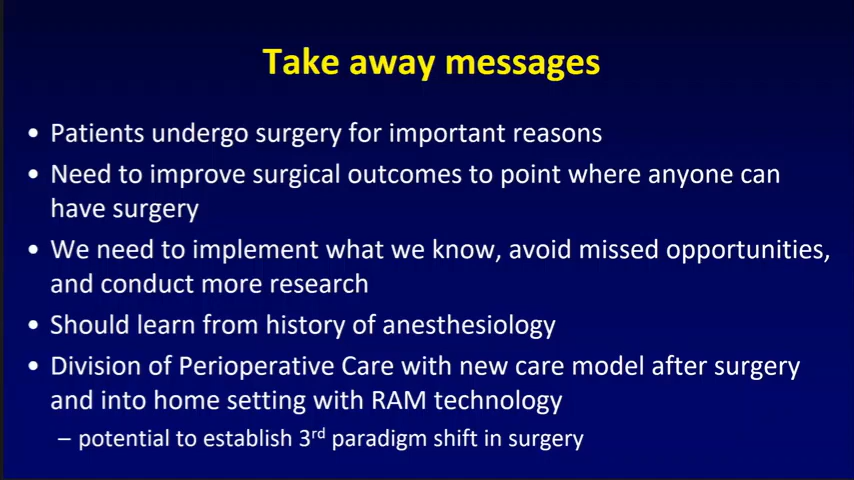 Take away messages
• Patients undergo surgery for important reasons
• Need to improve surgical outcomes to point where anyone can
have surgery
• We need to implement what we know, avoid missed opportunities,
and conduct more research
• Should learn from history of anesthesiology
• Division of Perioperative Care with new care model after surgery
and into home setting with RAM technology
– potential to establish 3rd paradigm shift in surgery